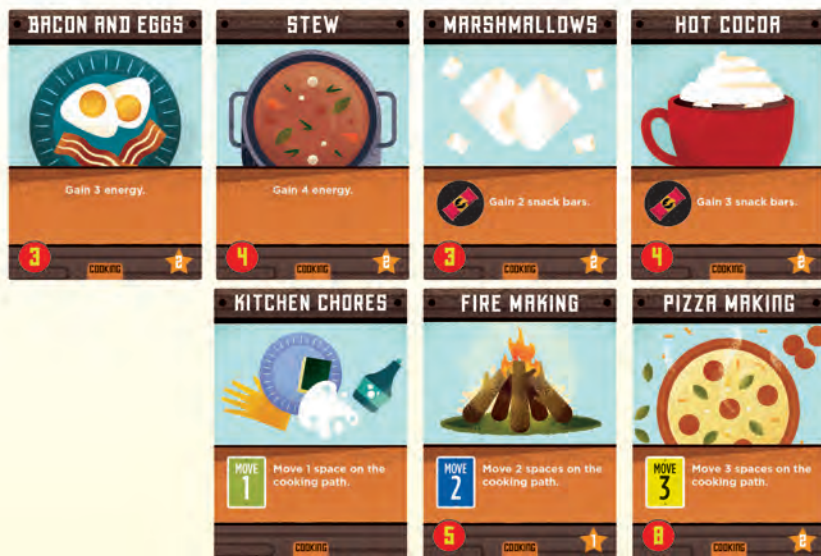 BACON AND EGGS
Gain 3 energy.
3
COOKING
2
STEW
Gain 4 energy.
4
COOKING
2
MARSHMALLOWS
Gain 2 snack bars.
3
COOKING
2
HOT COCOA
Gain 3 snack bars.
4
COOKING
2
KITCHEN CHORES
MOVE
1
Move 1 space on the
cooking path.
COOKING
FIRE MAKING
MOVE
2
Move 2 spaces on the
cooking path.
5
COOKING
1
PIZZA MAKING
MOVE
3
Move 3 spaces on the
cooking path.
8
COOKING
2